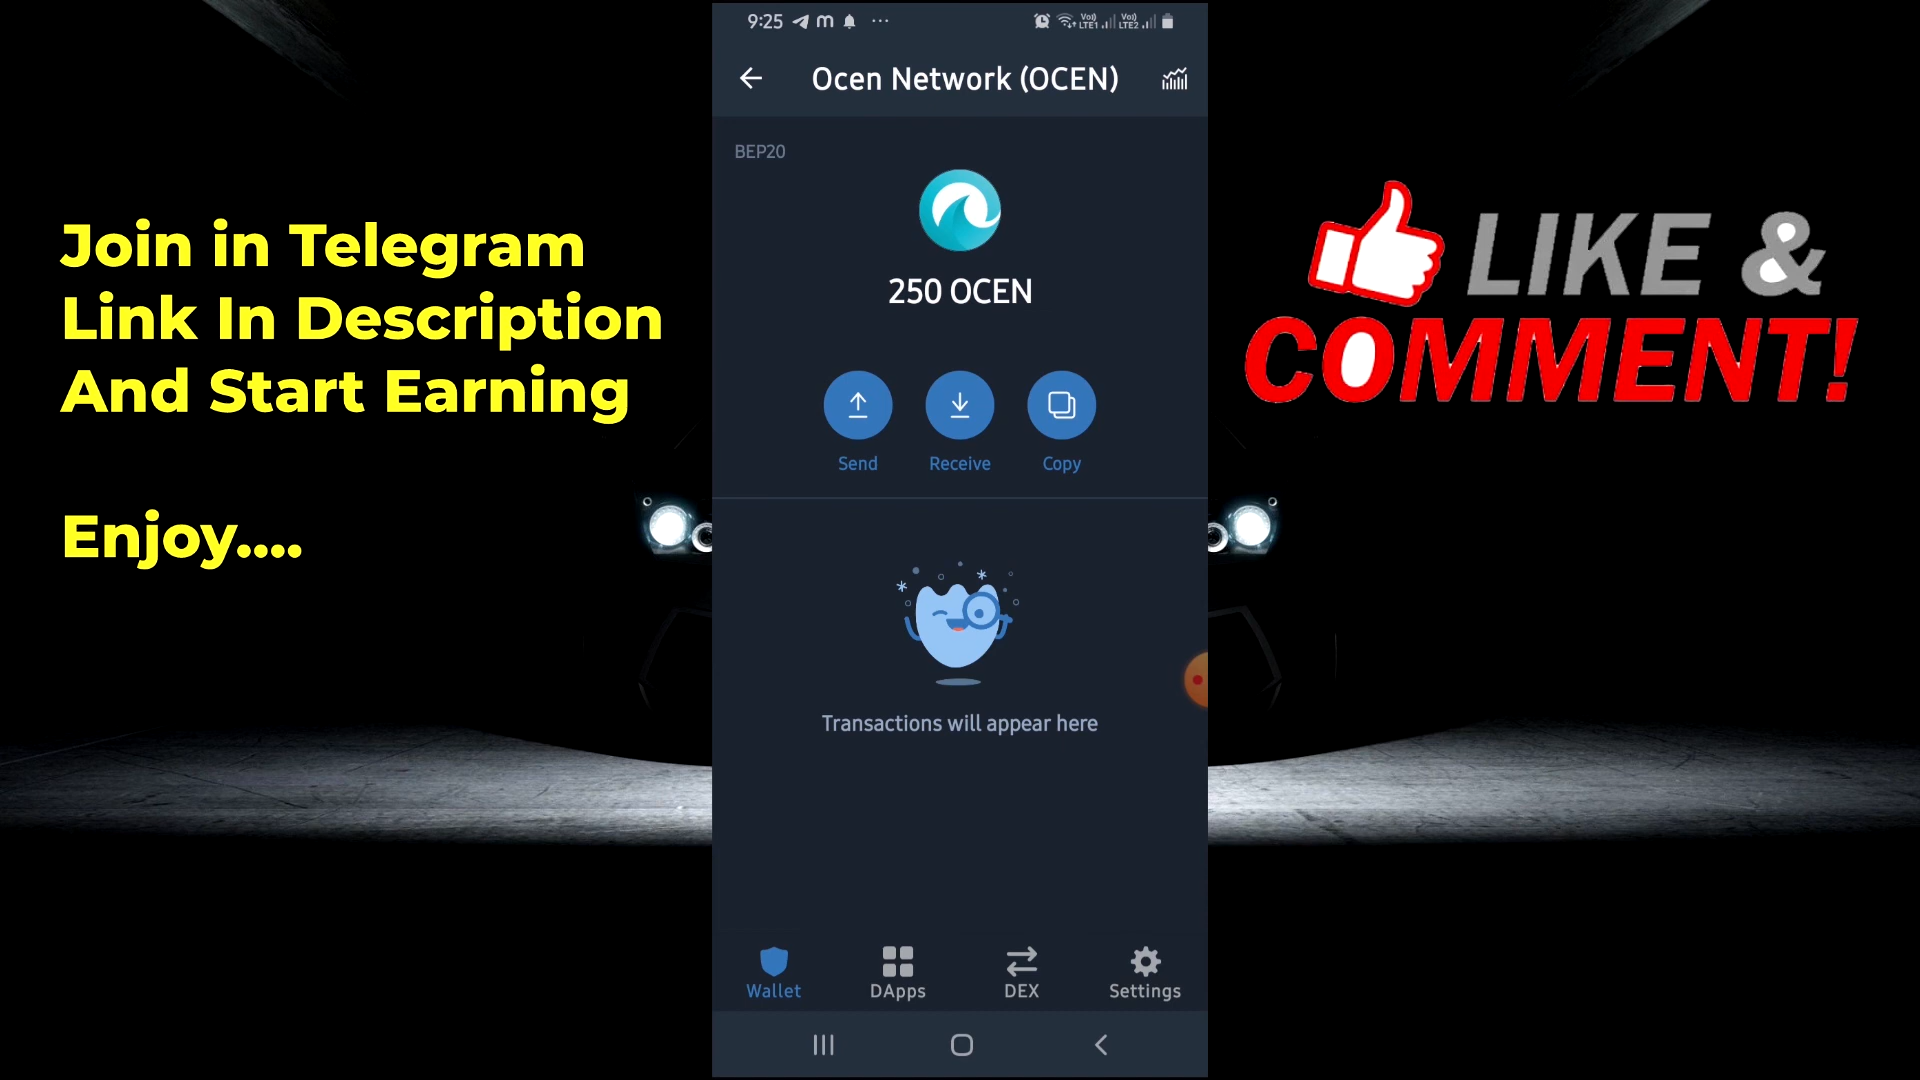 Join in Telegram
Link In Description
And Start Earning
Enjoy....
9:25
Ocen Network (OCEN)
BEP20
250 OCEN
Send
Receive
Copy
Transactions will appear here
Wallet
DApps
DEX
Settings
LIKE &
COMMENT!